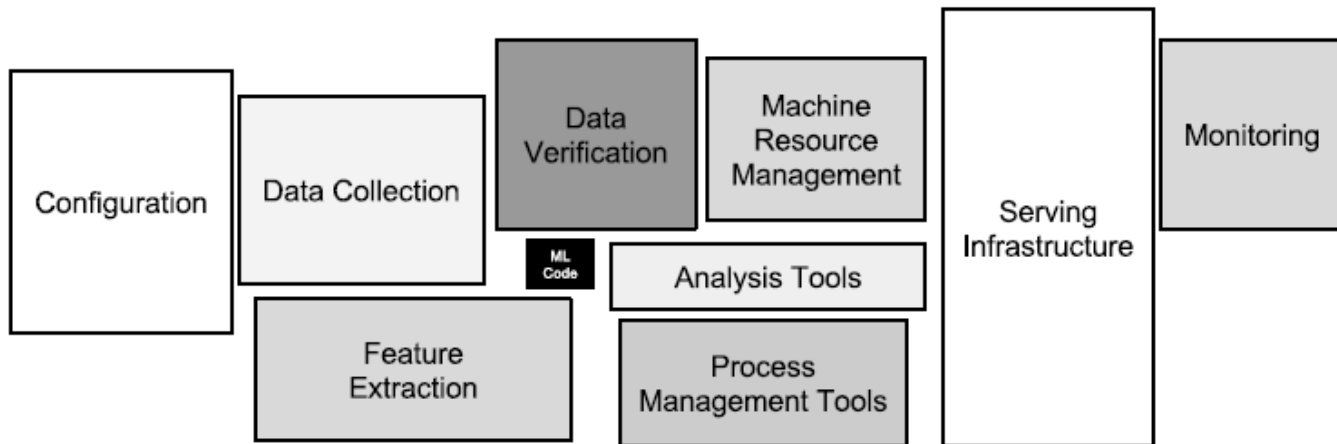 Configuration
Data Collection
Data
Verification
Machine
Resource
Management
Monitoring
Serving
Infrastructure
ML
Code
Analysis Tools
Feature
Extraction
Process
Management Tools